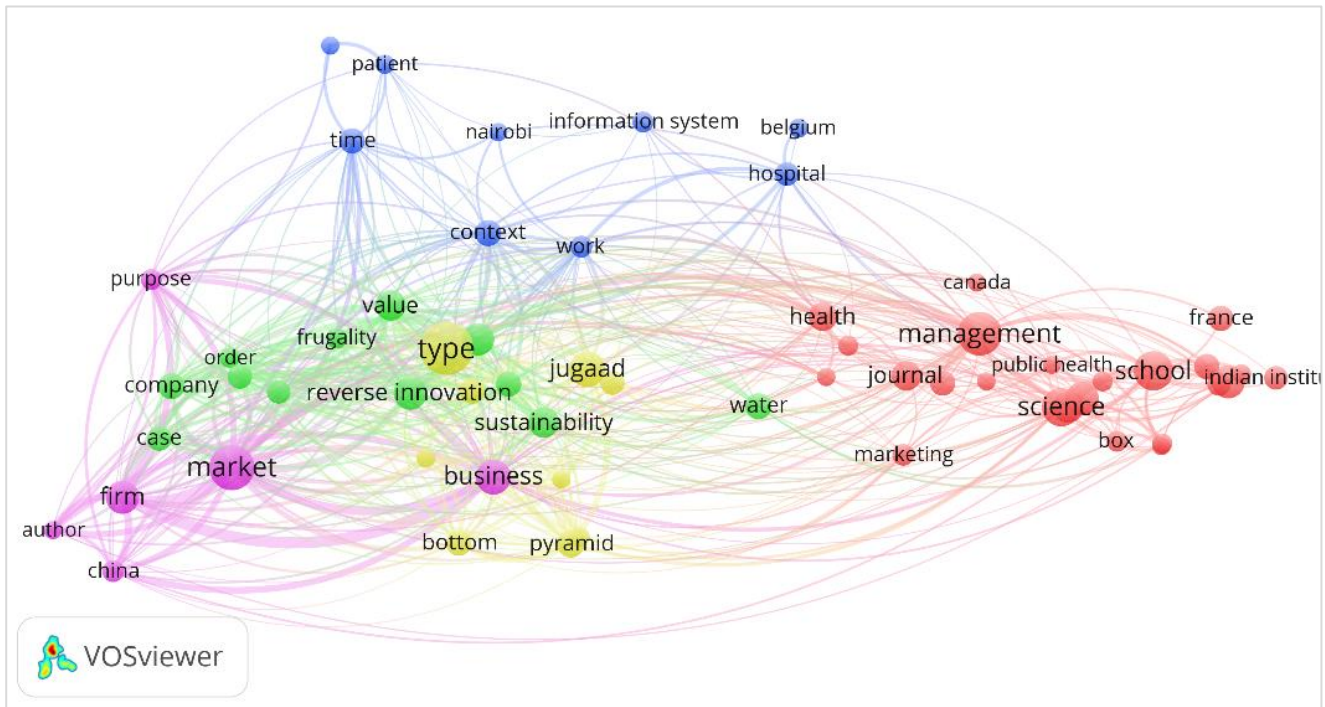 patient
information system
belgium
nairobi
time
hospital
context
work
purpose
canada
value
health
france
frugality
management
type
order
public health
jugaad
school
company
journal
indian institu
reverse innovation
water
science
sustainability
case
box
marketing
market
business
firm
author
bottom
pyramid
china
VOSviewer